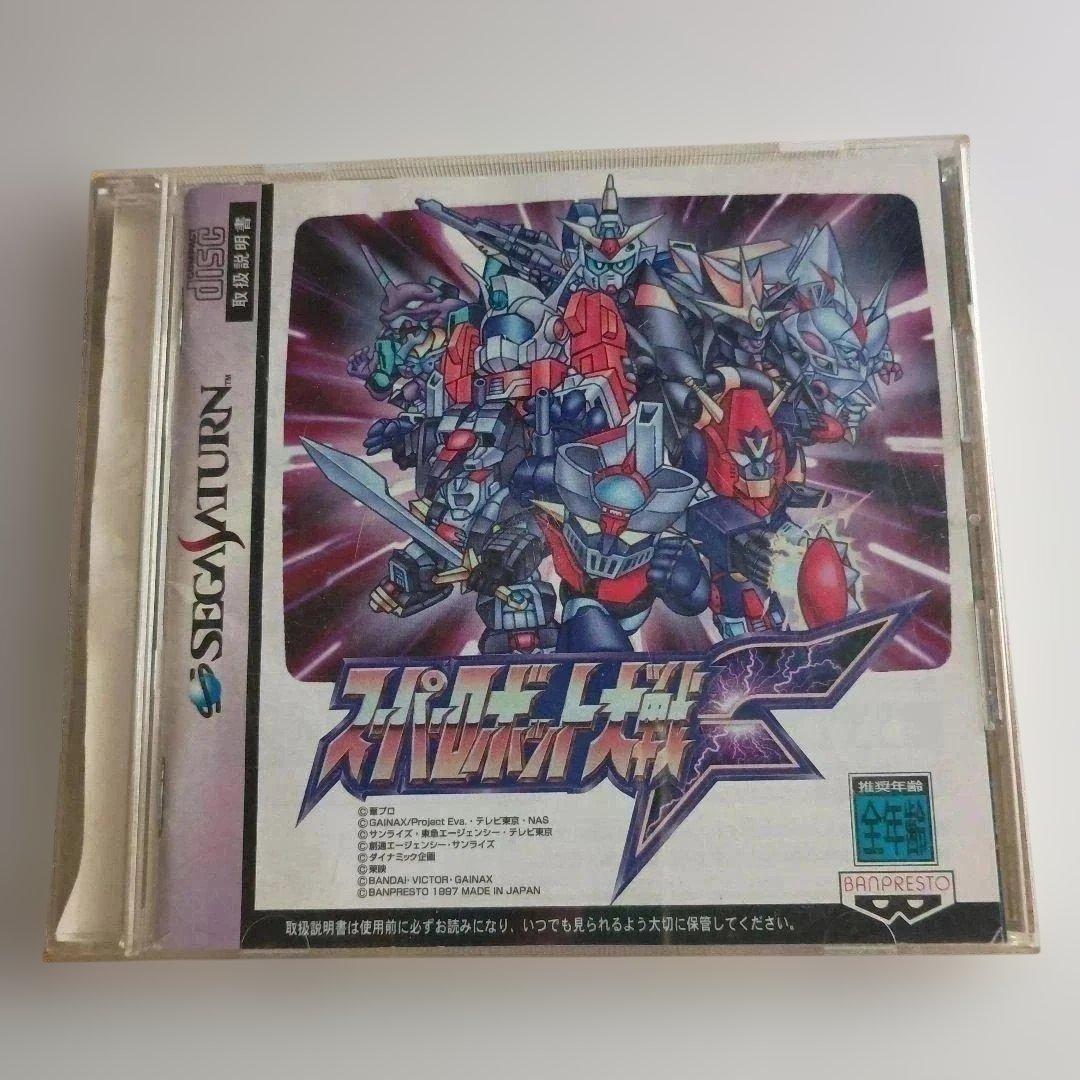 COMPACT
disc
取扱説明書
SEGA SATURN™
V
スーパーロボット大戦F
©葦プロ
©GAINAX/Project Eva.・テレビ東京・NAS
©サンライズ・東急エージェンシー・テレビ東京
©創通エージェンシー・サンライズ
©ダイナミック企画
©東映
©BANDAI・VICTOR・GAINAX
©BANPRESTO 1997 MADE IN JAPAN
推奨年齢
全年齢
BANPRESTO
取扱説明書は使用前に必ずお読みになり、いつでも見られるよう大切に保管してください。